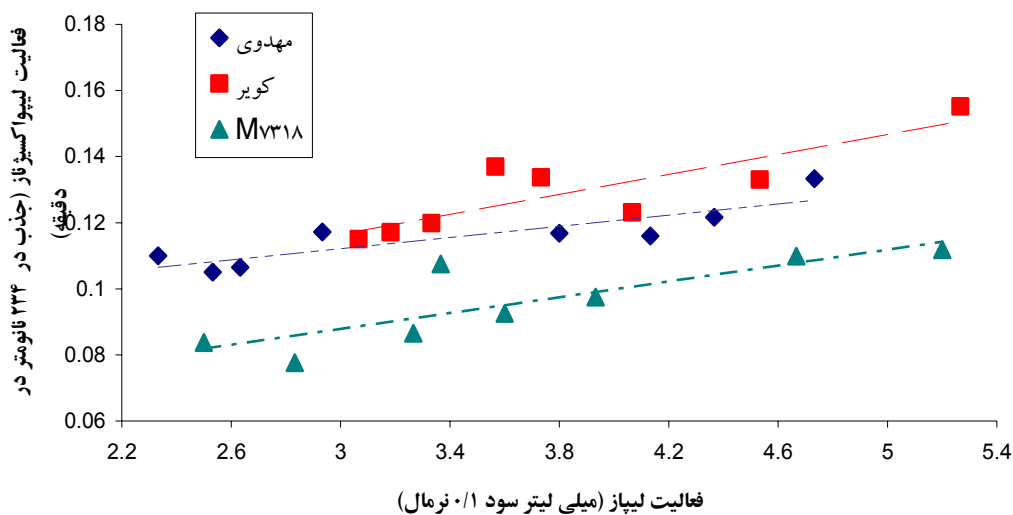 فعالیت لیپواکسیژناز (جذب در ۲۳۴ نانومتر در
دقیقه)
0.18
0.16
0.14
0.12
0.1
0.08
0.06
مهدوی
کویر
M۷۳۱۸
2.2 2.6 3 3.4 3.8 4.2 4.6 5 5.4
فعالیت لیپاز (میلی لیتر سود ۰/۱ نرمال)